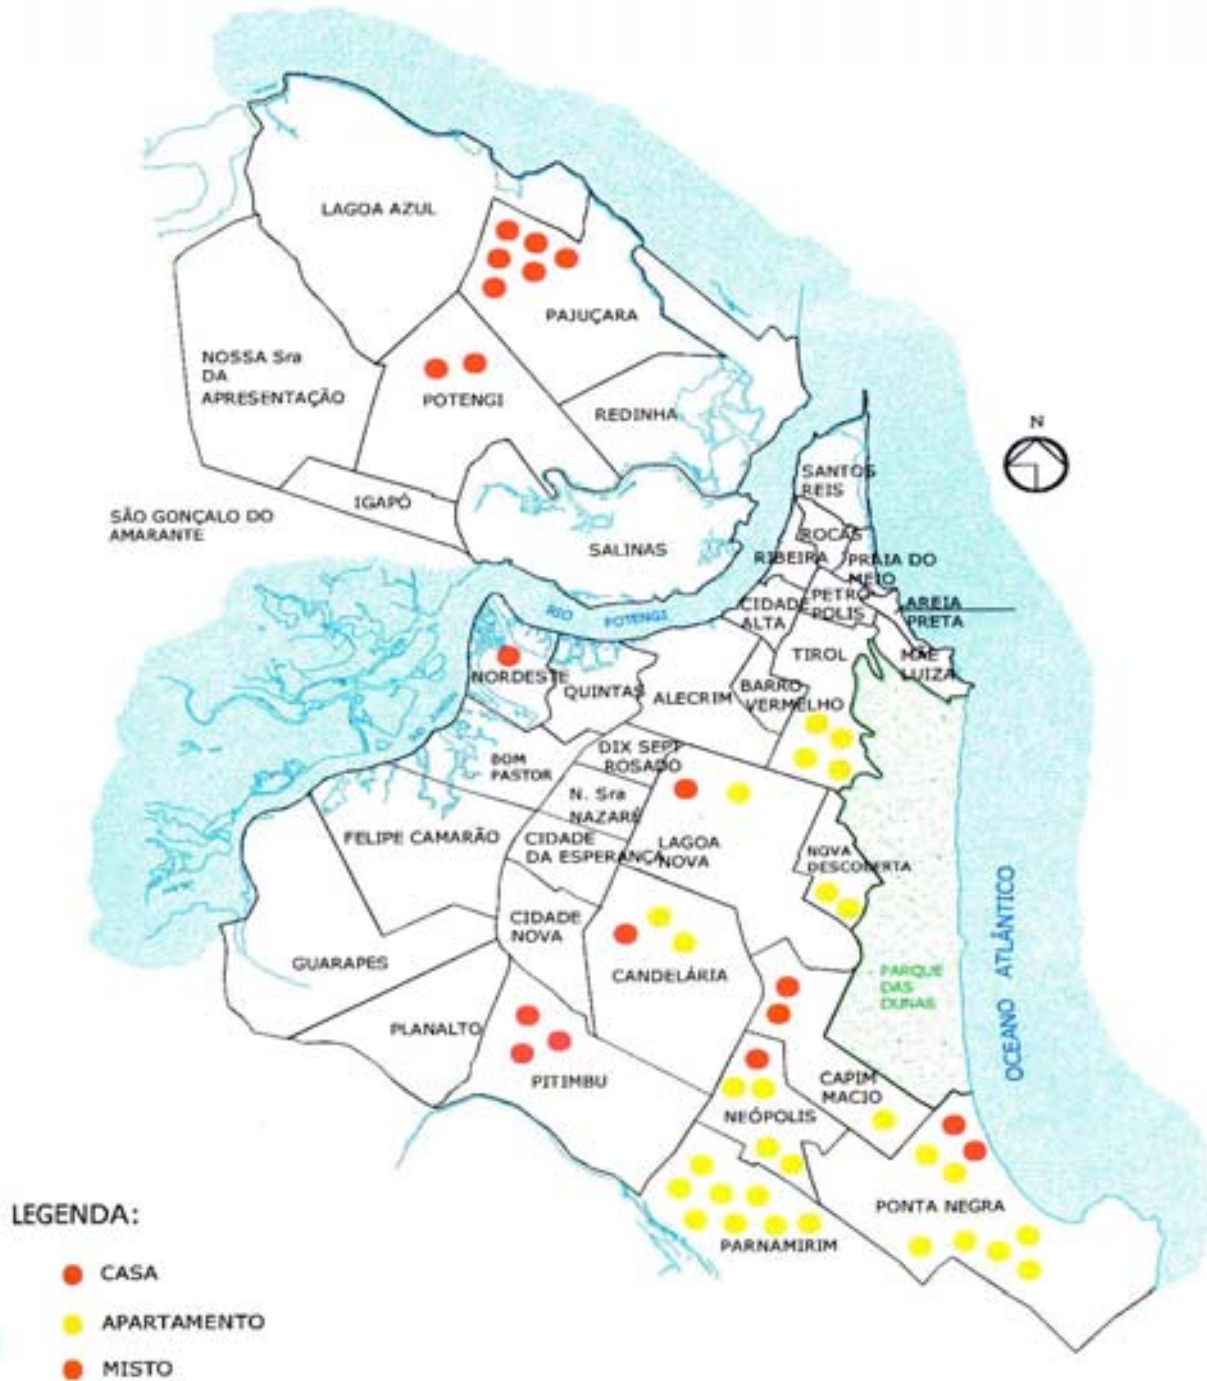 LAGOA AZUL
PAJUÇARA
NOSSA Sra
DA
APRESENTAÇÃO
POTENGI
REDINHA
N
SANTOS
REIS
IGAPÓ
SÃO GONÇALO DO
AMARANTE
SALINAS
ROCAS
RIBEIRA
PRAIA DO
MEIO
PETRO
POLIS
CIDADE
ALTA
AREIA
PRETA
RIO POTENGI
TIROL
MÃE
LUIZA
NORDESTE
QUINTAS
ALECRIM
BARRO
VERMELHO
DIX SEPT
ROSADO
BOM
PASTOR
N. Sra
NAZARÉ
FELIPE CAMARÃO
CIDADE
DA ESPERANÇA
LAGOA
NOVA
NOVA
DESCOBERTA
CIDADE
NOVA
GUARAPES
CANDELÁRIA
PARQUE
DAS
DUNAS
OCEANO ATLÂNTICO
PLANALTO
PITIMBU
CAPIM
MACIO
NEÓPOLIS
PONTA NEGRA
PARNAMIRIM
LEGENDA:
CASA
APARTAMENTO
MISTO